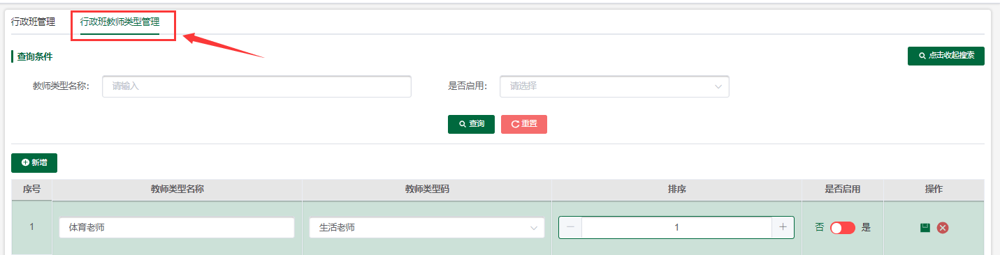 行政班管理 行政班教师类型管理
查询条件 点击收起搜索
教师类型名称： 请输入 是否启用： 请选择
查询 重置
新增
序号 教师类型名称 教师类型码 排序 是否启用 操作
1 体育老师 生活老师 1 否 是